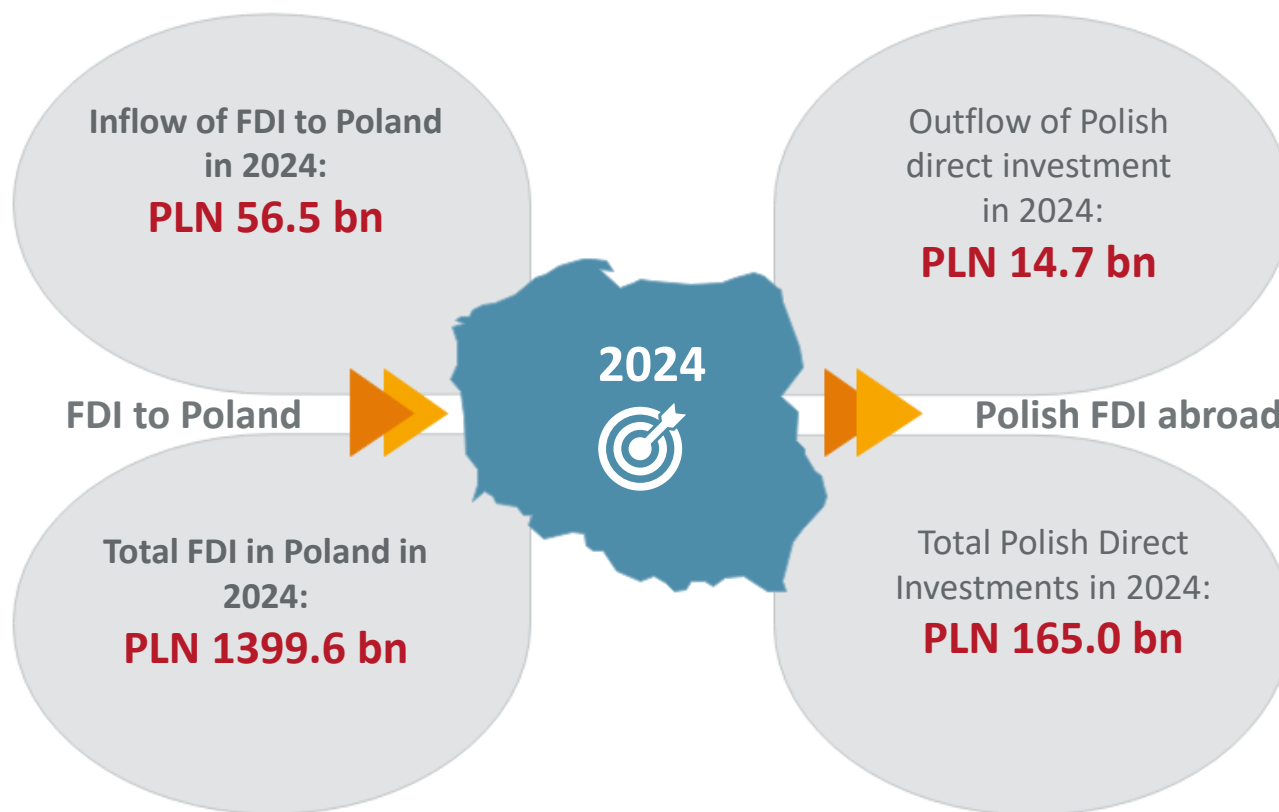 Inflow of FDI to Poland
in 2024:
PLN 56.5 bn
Outflow of Polish
direct investment
in 2024:
PLN 14.7 bn
2024
FDI to Poland
Polish FDI abroad
Total FDI in Poland in
2024:
PLN 1399.6 bn
Total Polish Direct
Investments in 2024:
PLN 165.0 bn